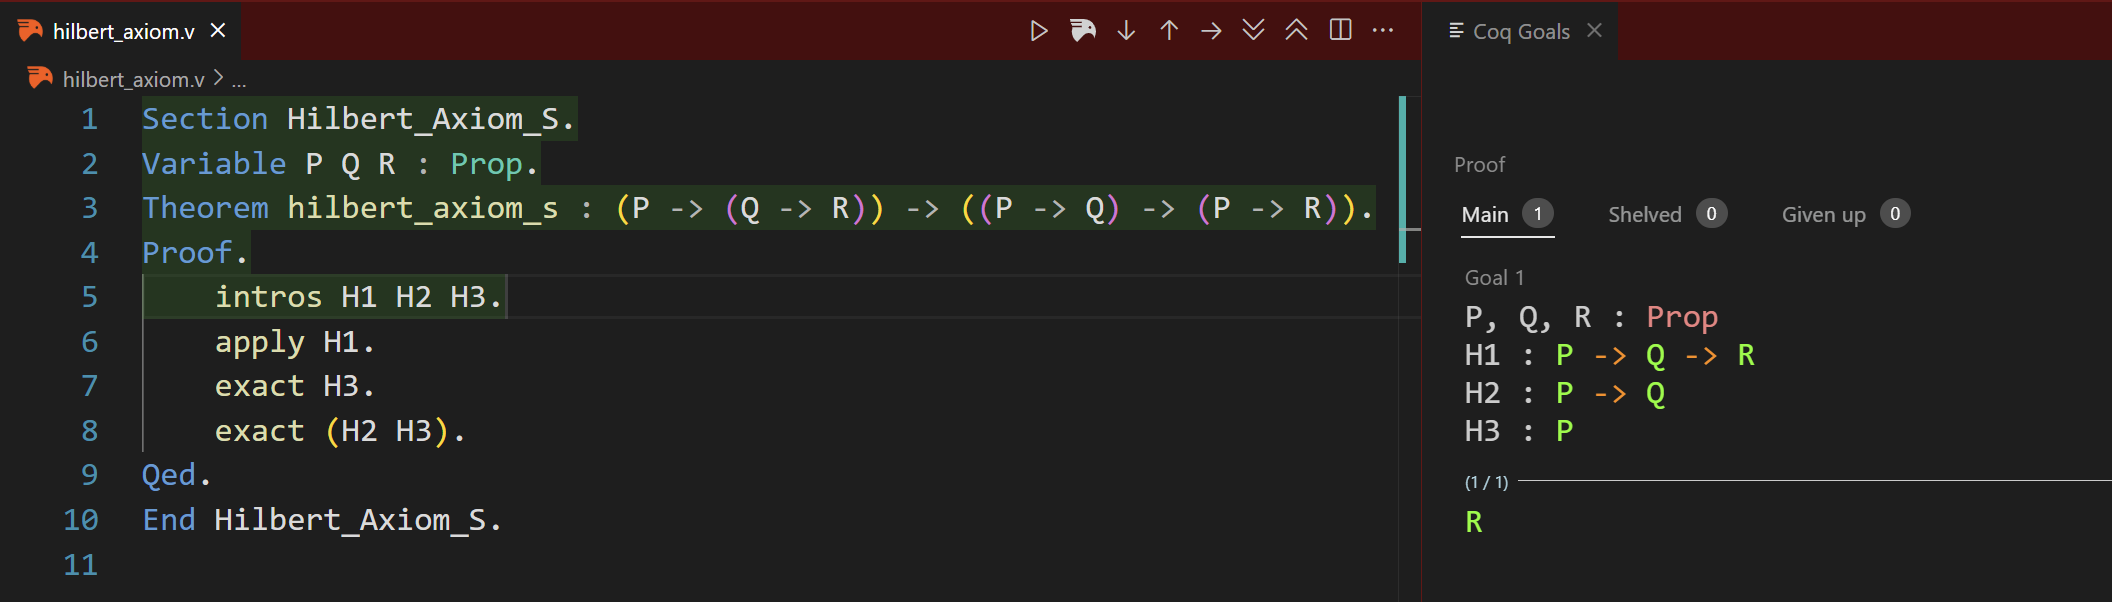 hilbert_axiom.v
hilbert_axiom.v > ...
1 Section Hilbert_Axiom_S.
2 Variable P Q R : Prop.
3 Theorem hilbert_axiom_s : (P -> (Q -> R)) -> ((P -> Q) -> (P -> R)).
4 Proof.
5     intros H1 H2 H3.
6     apply H1.
7     exact H3.
8     exact (H2 H3).
9 Qed.
10 End Hilbert_Axiom_S.
11
Coq Goals
Proof
Main 1 Shelved 0 Given up 0
Goal 1
P, Q, R : Prop
H1 : P -> Q -> R
H2 : P -> Q
H3 : P
(1 / 1)
R